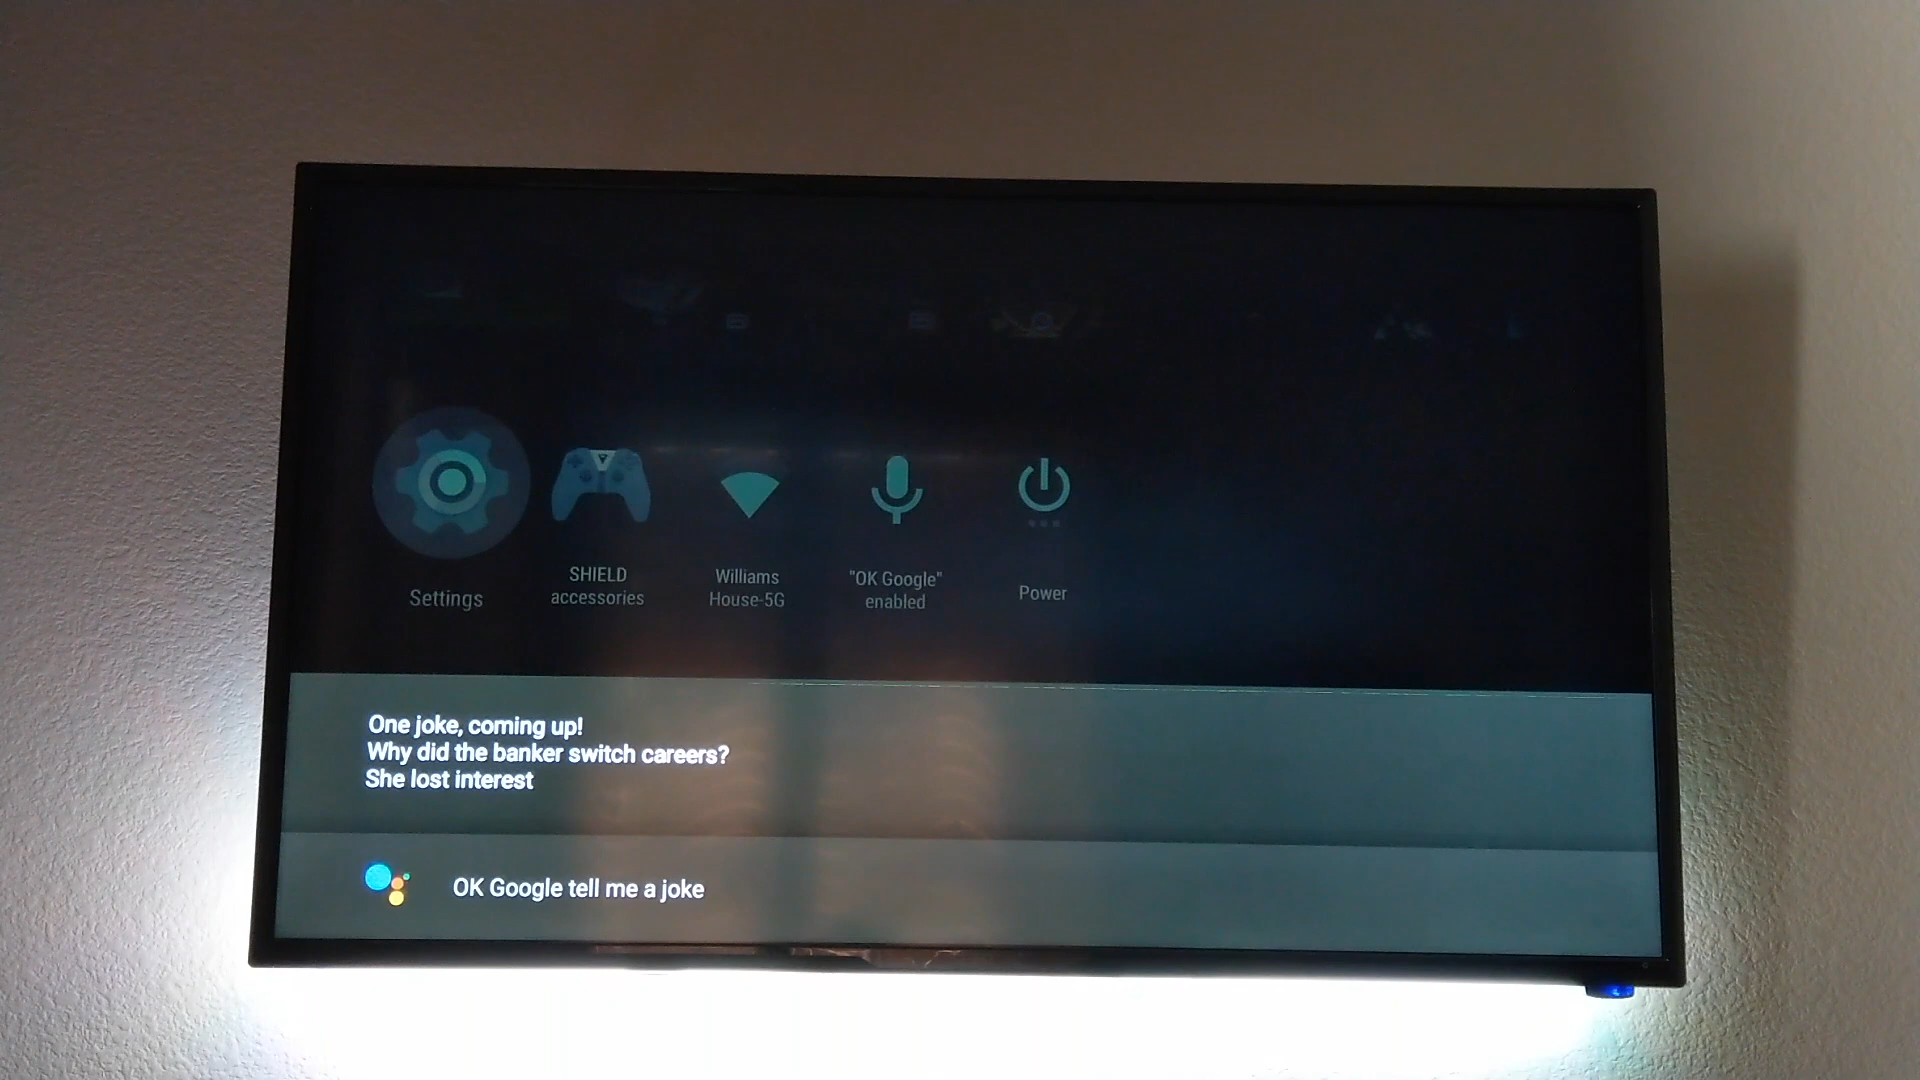 Settings
SHIELD
accessories
Williams
House-5G
"OK Google"
enabled
Power
One joke, coming up!
Why did the banker switch careers?
She lost interest
OK Google tell me a joke